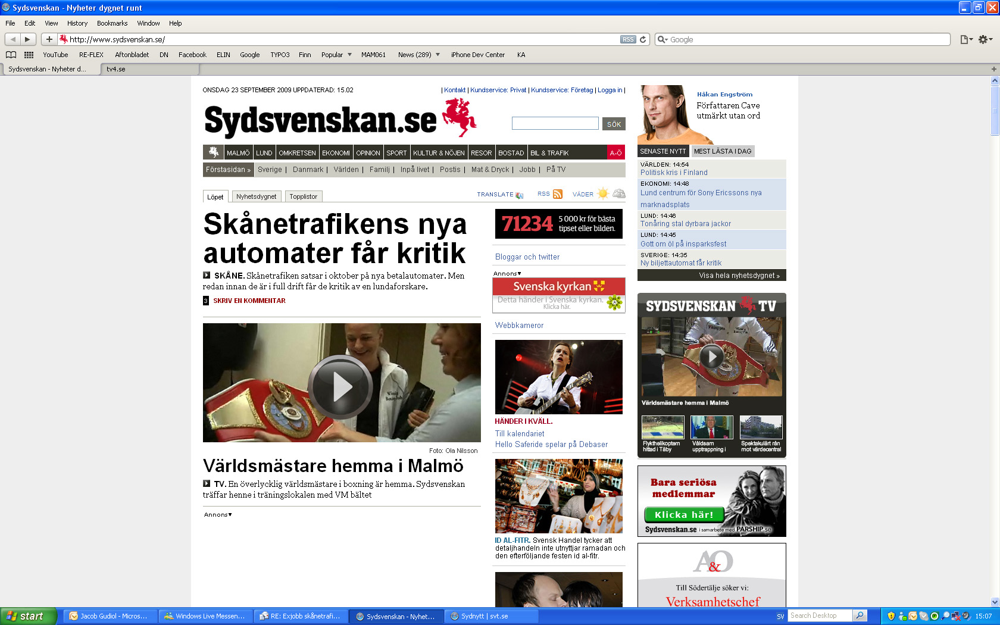 Sydsvenskan - Nyheter dygnet runt
File Edit View History Bookmarks Window Help
http://www.sydsvenskan.se/ RSS Google
YouTube RE-FLEX Aftonbladet DN Facebook ELIN Google TYPO3 Finn Popular MAM061 News (289) iPhone Dev Center KA
Sydsvenskan - Nyheter d... tv4.se
ONSDAG 23 SEPTEMBER 2009 UPPDATERAD: 15.02
| Kontakt | Kundservice: Privat | Kundservice: Företag | Logga in |
Sydsvenskan.se
SÖK
MALMÖ LUND OMKRETSEN EKONOMI OPINION SPORT KULTUR & NÖJEN RESOR BOSTAD BIL & TRAFIK A-Ö
Förstasidan » Sverige | Danmark | Världen | Familj | Inpå livet | Postis | Mat & Dryck | Jobb | På TV
Löpet Nyhetsdygnet Topplistor
TRANSLATE RSS VÄDER
Skånetrafikens nya
automater får kritik
SKÅNE. Skånetrafiken satsar i oktober på nya betalautomater. Men
redan innan de är i full drift får de kritik av en lundaforskare.
3 SKRIV EN KOMMENTAR
Foto: Ola Nilsson
Världsmästare hemma i Malmö
TV. En överlycklig världsmästare i boxning är hemma. Sydsvenskan
träffar henne i träningslokalen med VM bältet
Annons▼
71234 5 000 kr för bästa
tipset eller bilden.
Bloggar och twitter
Annons▼
Svenska kyrkan
Detta händer i Svenska kyrkan.
Klicka här.
Webbkameror
HÄNDER I KVÄLL.
Till kalendariet
Hello Saferide spelar på Debaser
ID AL-FITR. Svensk Handel tycker att
detaljhandeln inte utnyttjar ramadan och
den efterföljande festen id al-fitr.
Håkan Engström
Författaren Cave
utmärkt utan ord
SENASTE NYTT MEST LÄSTA I DAG
VÄRLDEN: 14:54
Politisk kris i Finland
EKONOMI: 14:48
Lund centrum för Sony Ericssons nya
marknadsplats
LUND: 14:46
Tonåring stal dyrbara jackor
LUND: 14:45
Gott om öl på insparksfest
SVERIGE: 14:35
Ny biljettautomat får kritik
Visa hela nyhetsdygnet »
SYDSVENSKAN TV
Världsmästare hemma i Malmö
Flykthelikoptern
hittad i Täby
Våldsam
upptrappning i
Spektakulärt rån
mot värdecentral
Bara seriösa
medlemmar
Klicka här!
Sydsvenskan.se i samarbete med PARSHIP.se
A&O
Till Södertälje söker vi:
Verksamhetschef
start Jacob Gudiol - Micros... Windows Live Messen... RE: Exjobb skånetrafi... Sydsvenskan - Nyhet... Sydnytt | svt.se SV Search Desktop 15:07